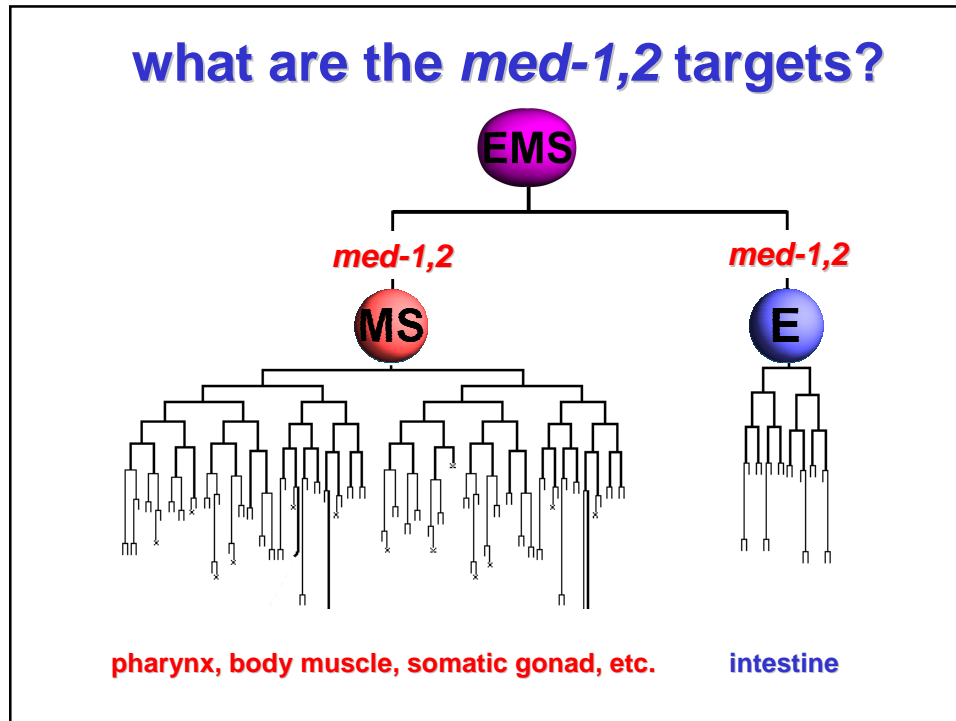 what are the med-1,2 targets?
EMS
med-1,2 med-1,2
MS E
pharynx, body muscle, somatic gonad, etc. intestine